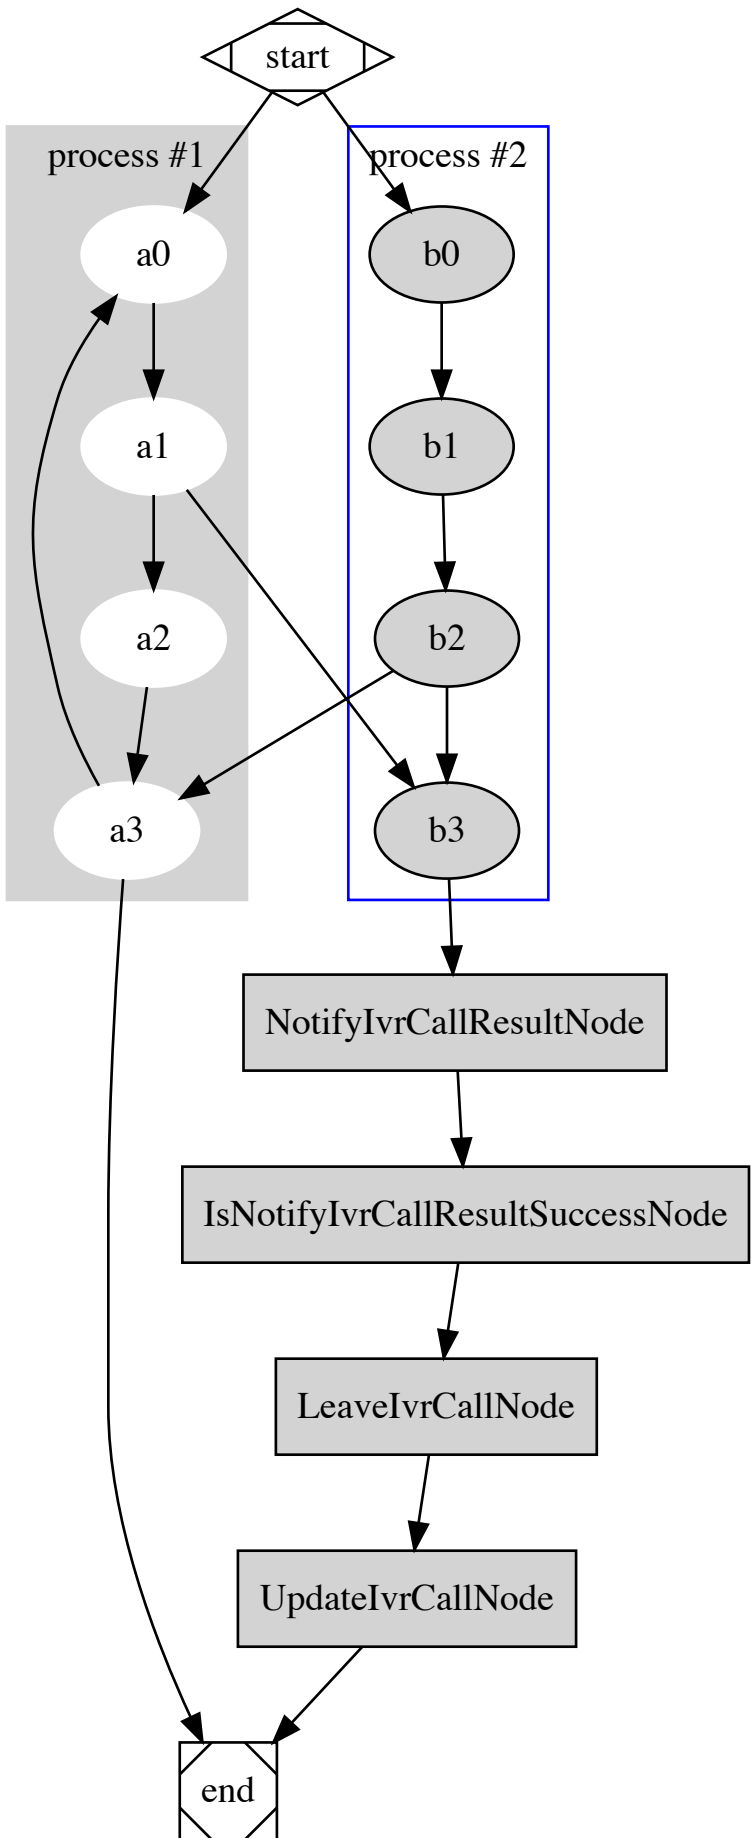 start
process #1
process #2
a0
b0
a1
b1
a2
b2
a3
b3
NotifyIvrCallResultNode
IsNotifyIvrCallResultSuccessNode
LeaveIvrCallNode
UpdateIvrCallNode
end